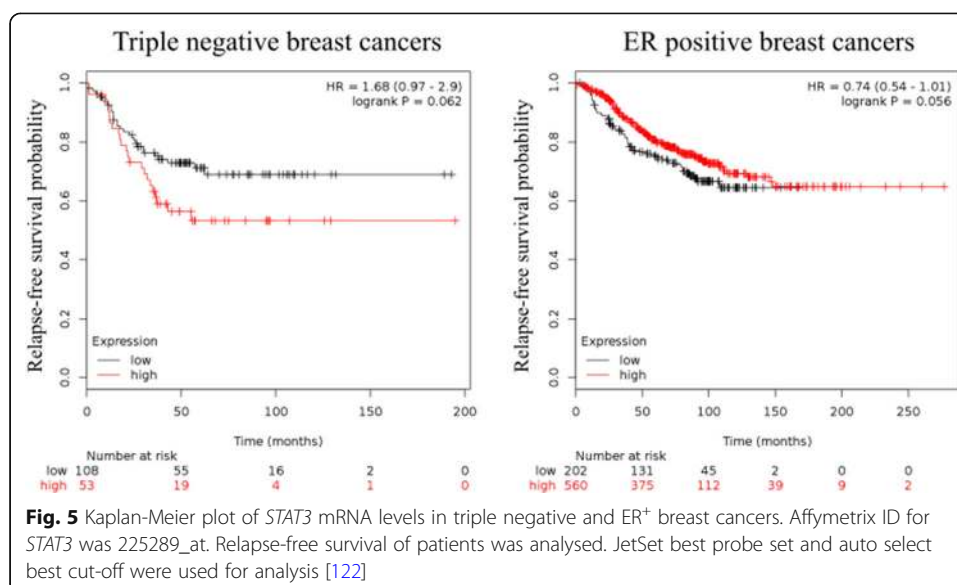 Triple negative breast cancers
HR = 1.68 (0.97 - 2.9)
logrank P = 0.062
Relapse-free survival probability
1.0
0.8
0.6
0.4
0.2
0.0
Expression
low
high
0 50 100 150 200
Time (months)
Number at risk
low 108 55 16 2 0
high 53 19 4 1 0
ER positive breast cancers
HR = 0.74 (0.54 - 1.01)
logrank P = 0.056
Relapse-free survival probability
1.0
0.8
0.6
0.4
0.2
0.0
Expression
low
high
0 50 100 150 200 250
Time (months)
Number at risk
low 202 131 45 2 0 0
high 560 375 112 39 9 2
Fig. 5 Kaplan-Meier plot of STAT3 mRNA levels in triple negative and ER⁺ breast cancers. Affymetrix ID for
STAT3 was 225289_at. Relapse-free survival of patients was analysed. JetSet best probe set and auto select
best cut-off were used for analysis [122]